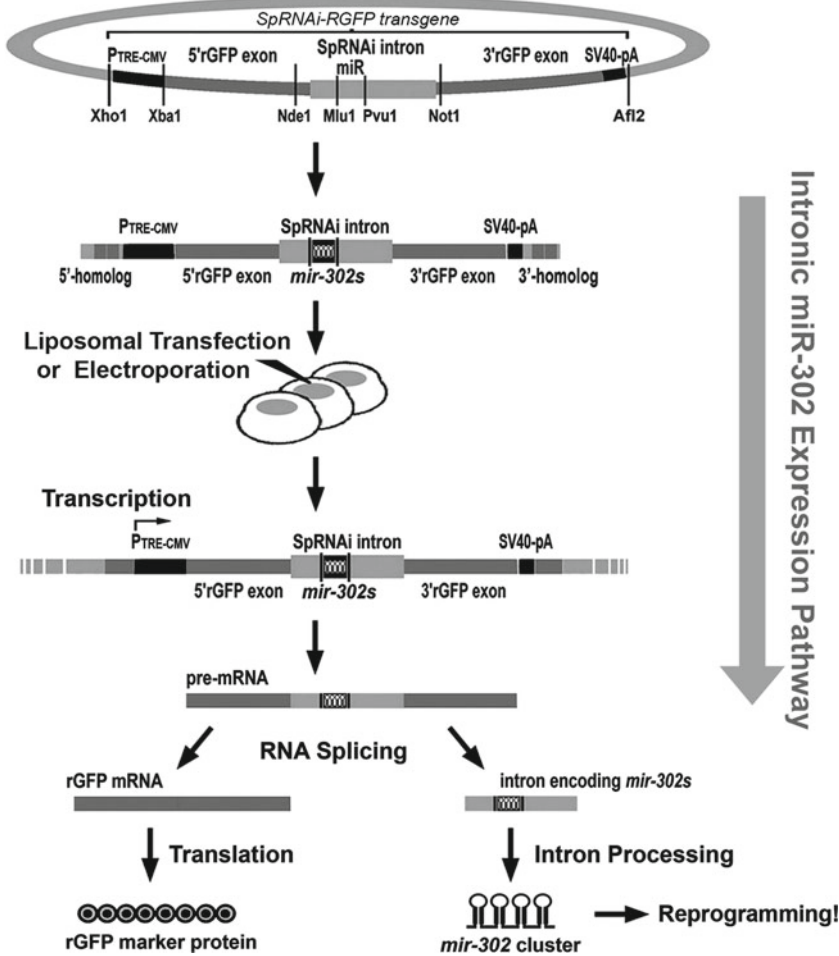 SpRNAi-RGFP transgene
PTRE-CMV 5'rGFP exon SpRNAi intron 3'rGFP exon SV40-pA
miR
Xho1 Xba1 Nde1 Mlu1 Pvu1 Not1 Afl2
PTRE-CMV SpRNAi intron SV40-pA
5'-homolog 5'rGFP exon mir-302s 3'rGFP exon 3'-homolog
Liposomal Transfection
or Electroporation
Transcription
PTRE-CMV SpRNAi intron SV40-pA
5'rGFP exon mir-302s 3'rGFP exon
pre-mRNA
RNA Splicing
rGFP mRNA intron encoding mir-302s
Translation Intron Processing
rGFP marker protein mir-302 cluster Reprogramming!
Intronic miR-302 Expression Pathway